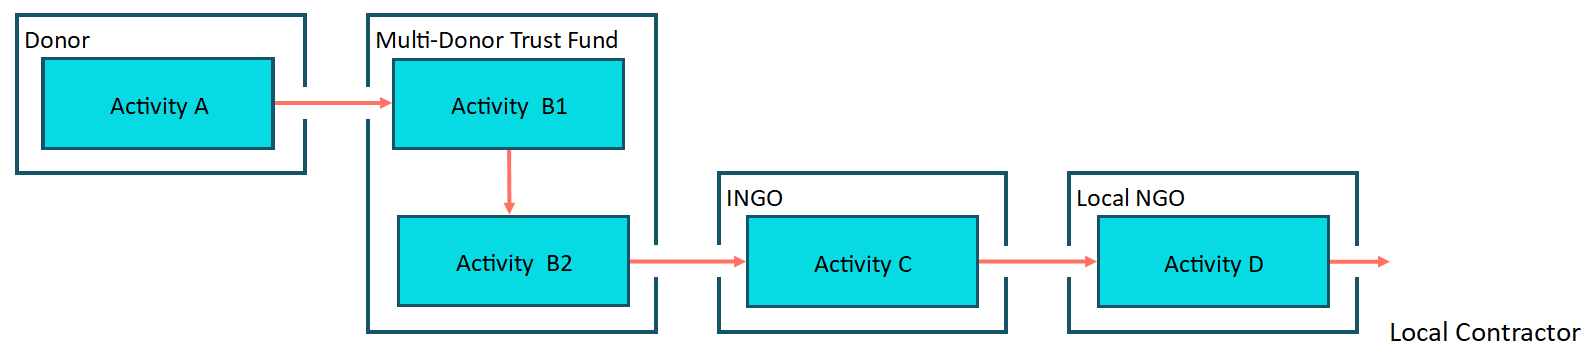 Donor
Activity A
Multi-Donor Trust Fund
Activity B1
Activity B2
INGO
Activity C
Local NGO
Activity D
Local Contractor